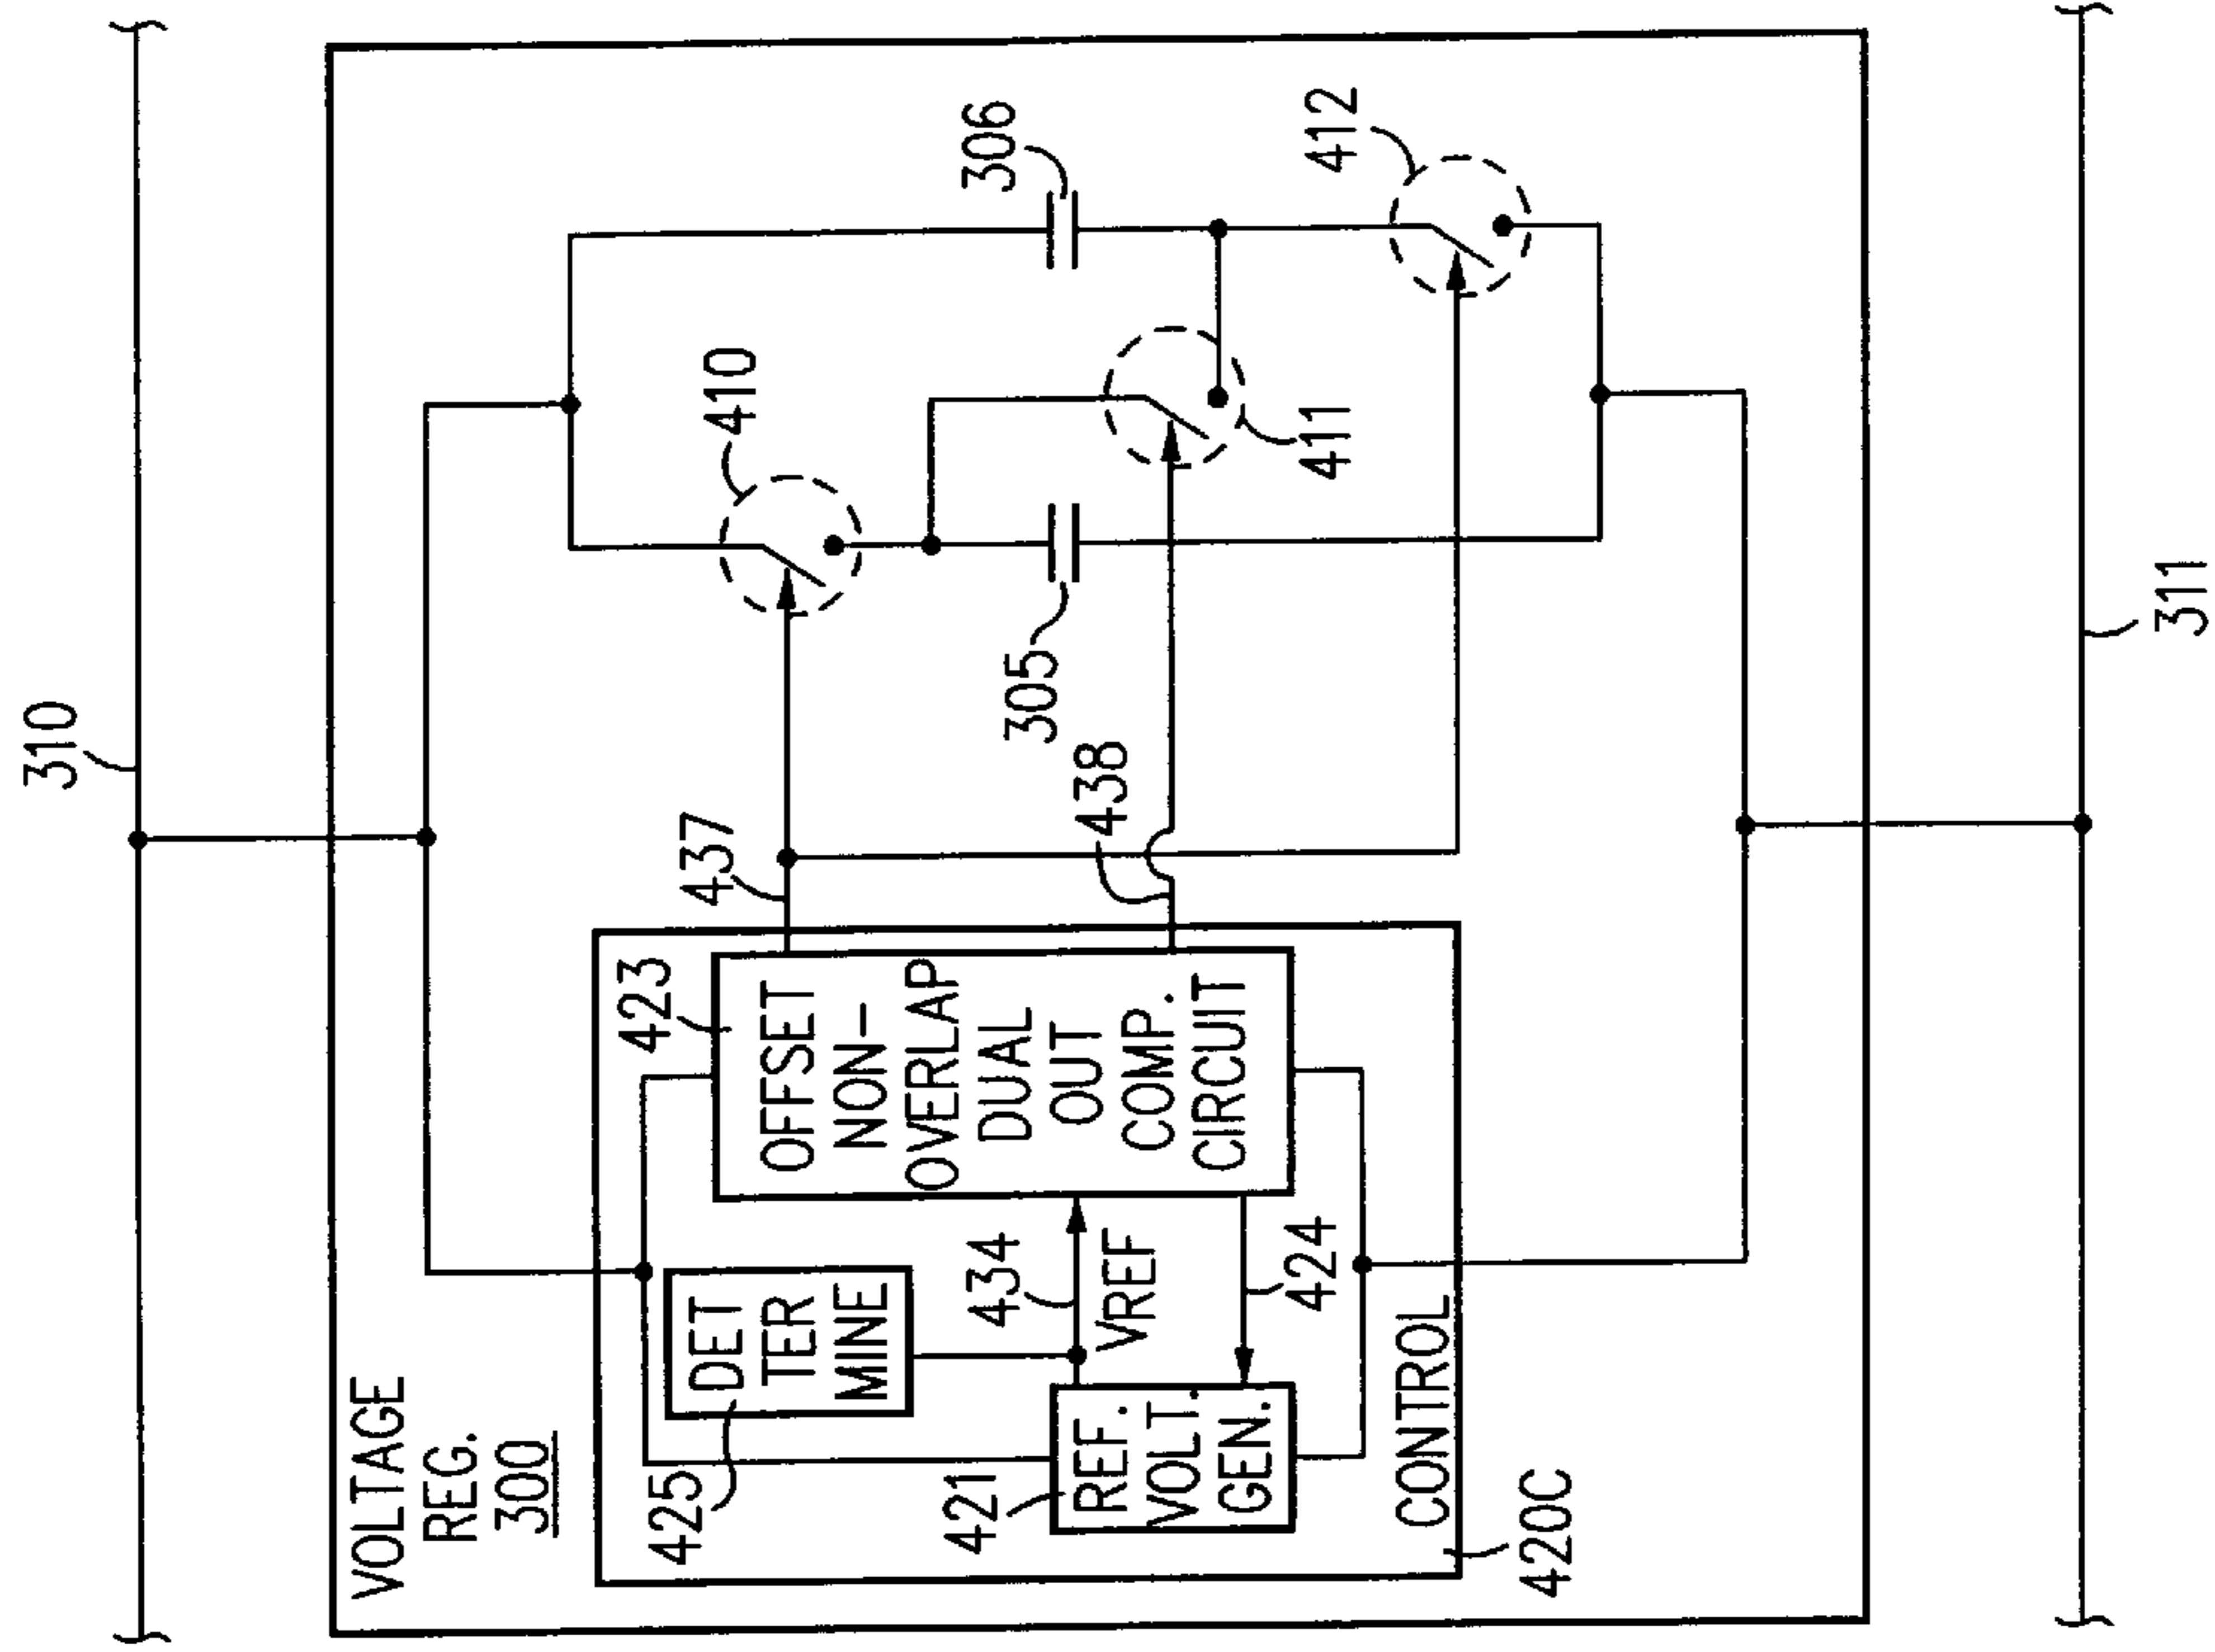 310
VOLTAGE
REG.
300
410
306
412
437
305
411
438
423
OFFSET
NON-
OVERLAP
DUAL
OUT
COMP.
CIRCUIT
425
DET
TER
MINE
434
VREF
424
421
REF.
VOLT.
GEN.
CONTROL
420C
311